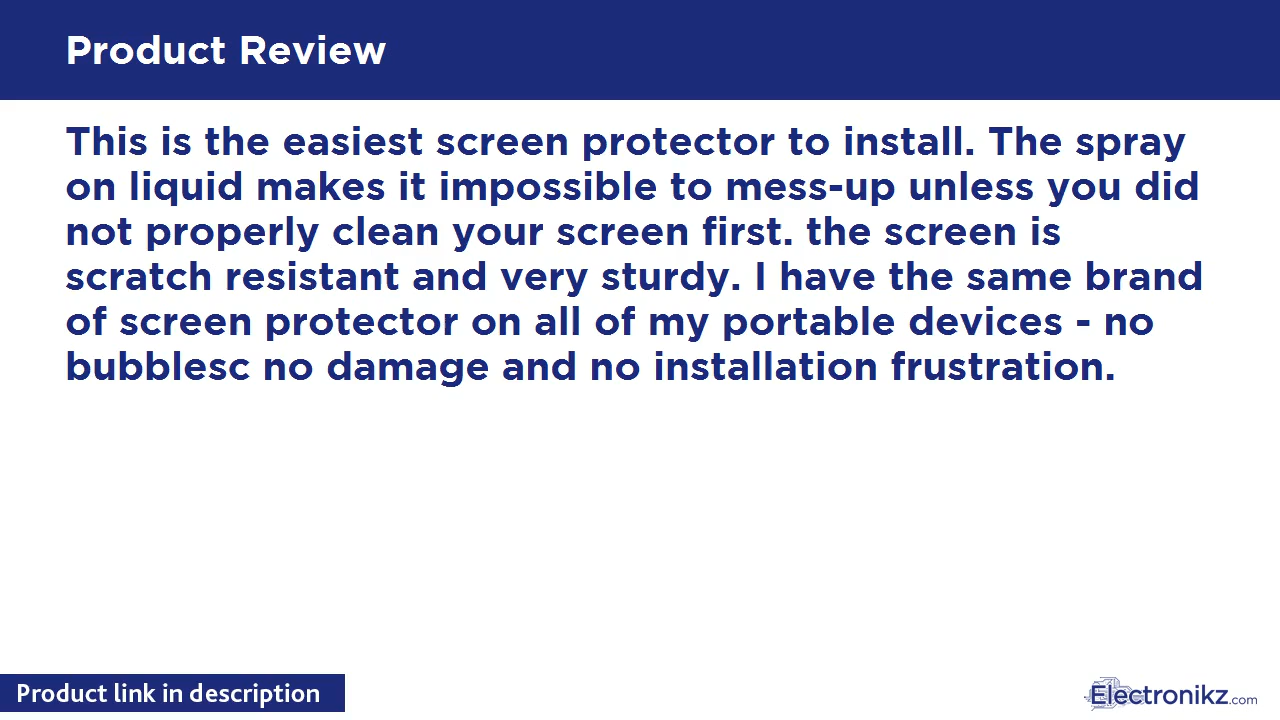 Product Review
This is the easiest screen protector to install. The spray
on liquid makes it impossible to mess-up unless you did
not properly clean your screen first. the screen is
scratch resistant and very sturdy. I have the same brand
of screen protector on all of my portable devices - no
bubblesc no damage and no installation frustration.
Product link in description
Electronikz.com